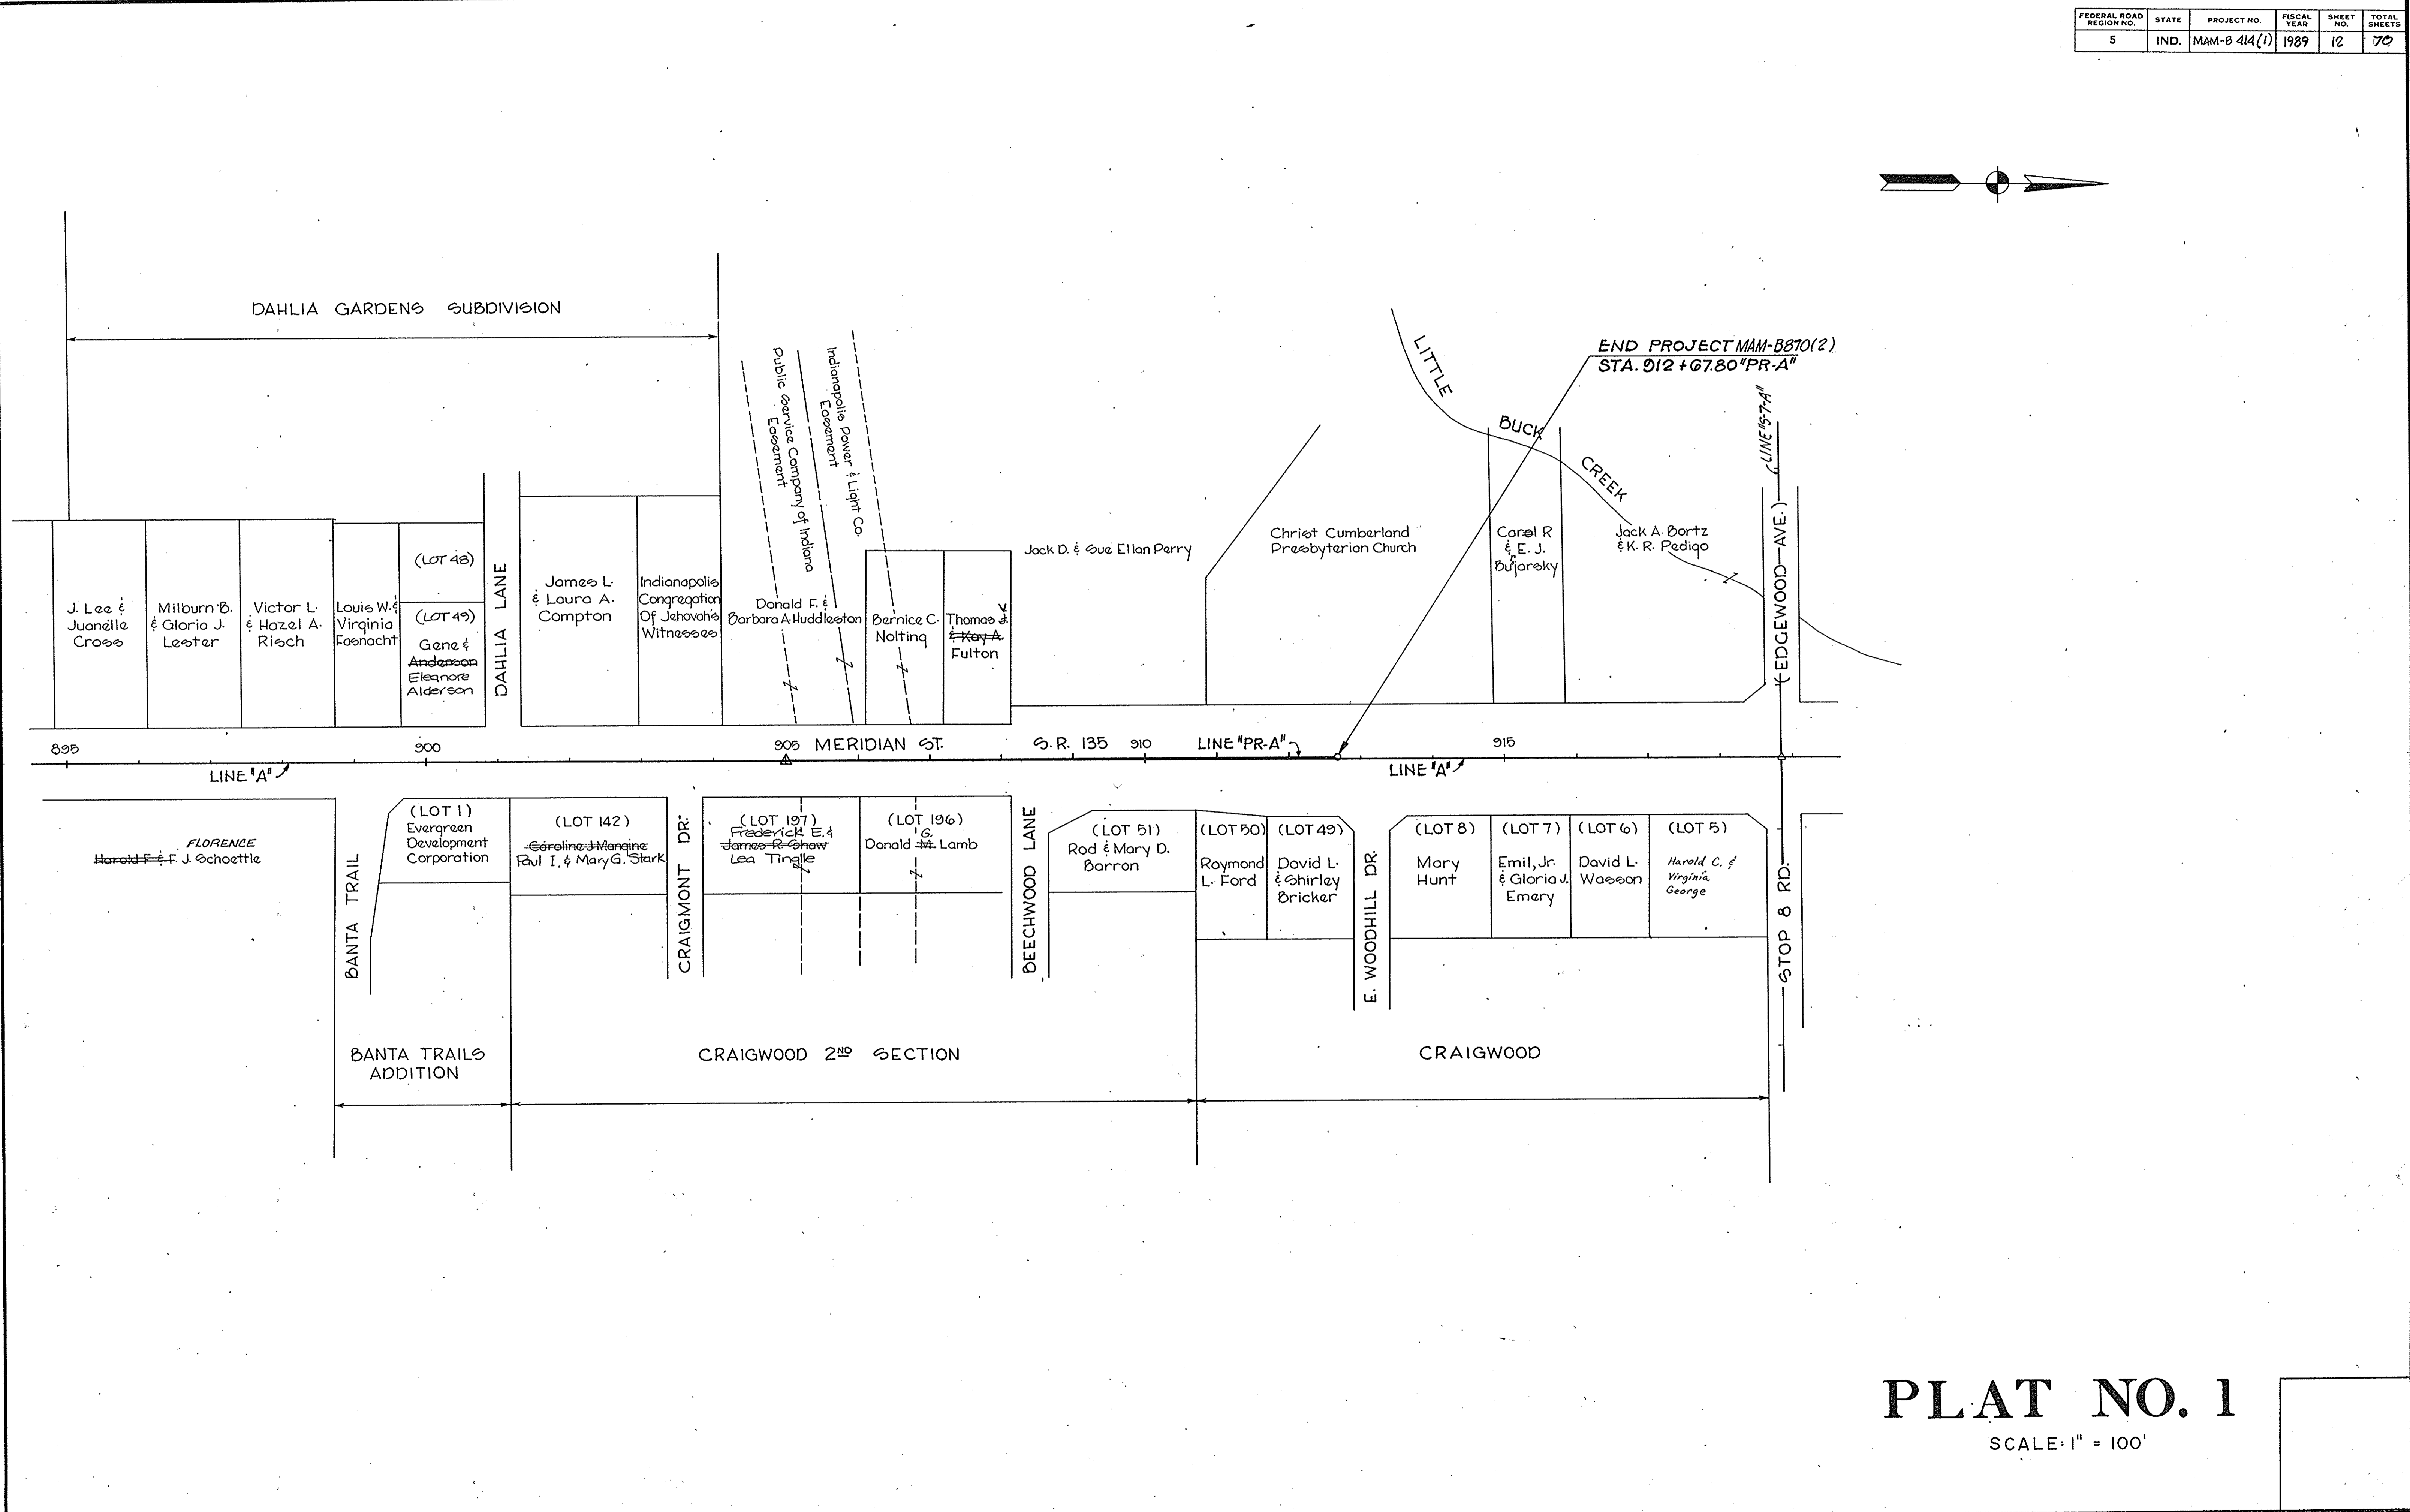 FEDERAL ROAD REGION NO. STATE PROJECT NO. FISCAL YEAR SHEET NO. TOTAL SHEETS
5 IND. MAM-B 414(1) 1989 12 70
DAHLIA GARDENS SUBDIVISION
END PROJECT MAM-B870(2)
STA. 912+67.80 "PR-A"
LITTLE
BUCK
CREEK
LINE "S-7-A"
(EDGEWOOD AVE.)
Public Service Company of Indiana
Easement
Indianapolis Power & Light Co.
Easement
J. Lee &
Juanelle
Cross
Milburn B.
& Gloria J.
Lester
Victor L.
& Hazel A.
Risch
Louis W. &
Virginia
Fasnacht
(LOT 48)
(LOT 49)
Gene &
Anderson
Eleanore
Alderson
DAHLIA LANE
James L.
& Laura A.
Compton
Indianapolis
Congregation
Of Jehovah's
Witnesses
Donald F. &
Barbara A. Huddleston
Bernice C.
Nolting
Thomas J.
& Kay A.
Fulton
Jack D. & Sue Ellan Perry
Christ Cumberland
Presbyterian Church
Carol R
& E. J.
Bujarsky
Jack A. Bortz
& K. R. Pedigo
895
900
905
MERIDIAN ST.
S.R. 135
910
LINE "PR-A"
915
LINE "A"
LINE "A"
FLORENCE
Harold F & F. J. Schoettle
BANTA TRAIL
(LOT 1)
Evergreen
Development
Corporation
(LOT 142)
Caroline J Mangine
Paul I. & Mary G. Stark
CRAIGMONT DR.
(LOT 197)
Frederick E. &
James R. Shaw
Lea Tinglle
(LOT 196)
G.
Donald M. Lamb
BEECHWOOD LANE
(LOT 51)
Rod & Mary D.
Barron
(LOT 50)
Raymond
L. Ford
(LOT 49)
David L.
& Shirley
Bricker
E. WOODHILL DR.
(LOT 8)
Mary
Hunt
(LOT 7)
Emil, Jr.
& Gloria J.
Emery
(LOT 6)
David L.
Wasson
(LOT 5)
Harold C. &
Virginia
George
STOP 8 RD.
BANTA TRAILS
ADDITION
CRAIGWOOD 2ND SECTION
CRAIGWOOD
PLAT NO. 1
SCALE: 1" = 100'